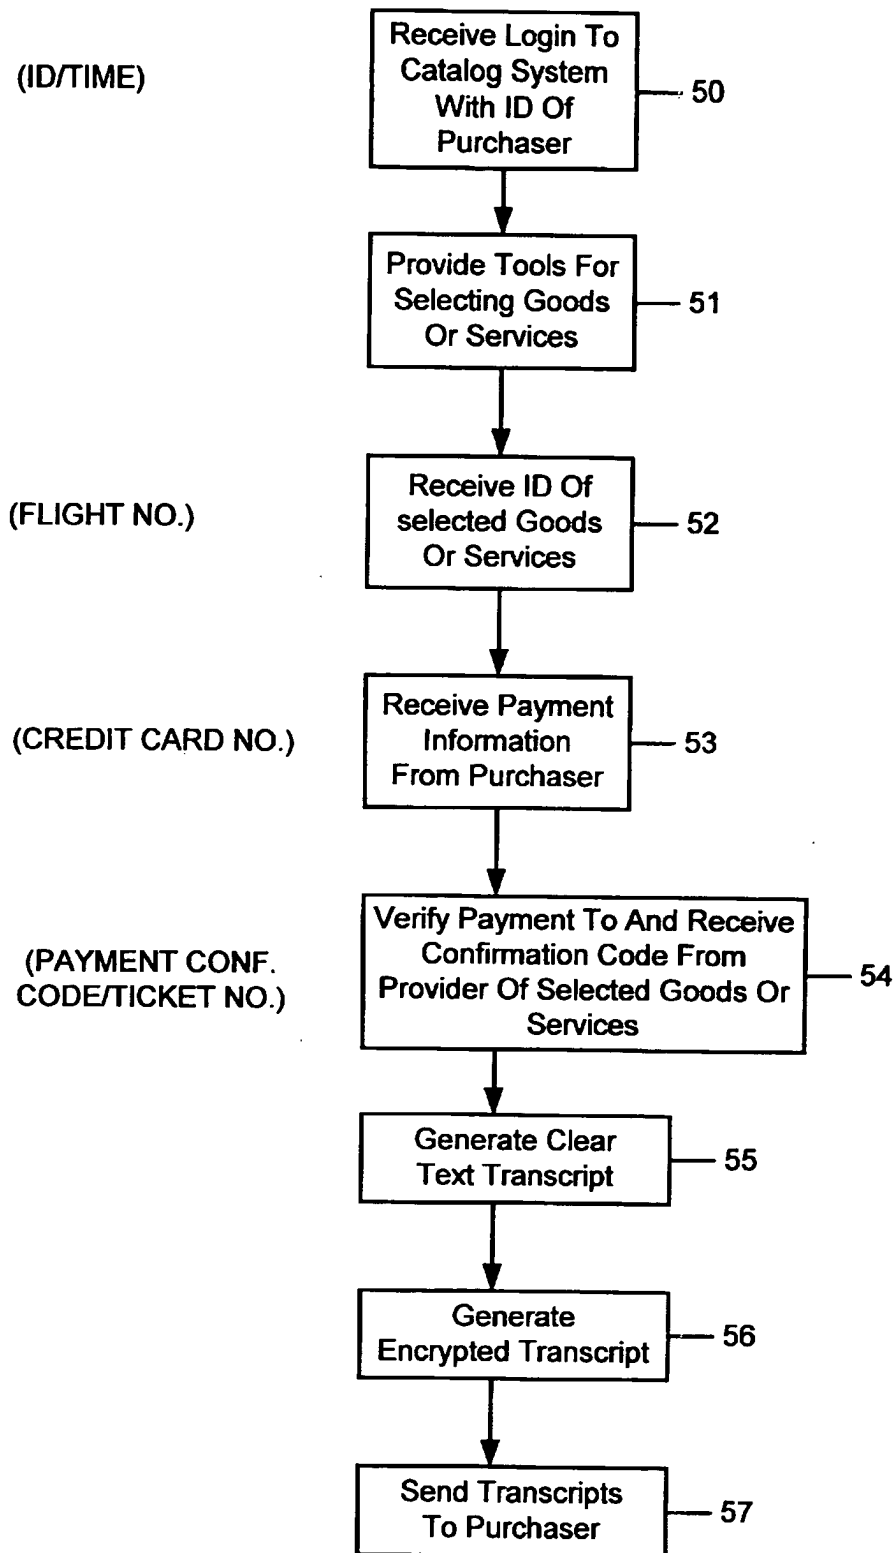 Receive Login To
(ID/TIME)
Catalog System
With ID Of
Purchaser
50
Provide Tools For
Selecting Goods
Or Services
51
Receive ID Of
(FLIGHT NO.)
selected Goods
Or Services
52
Receive Payment
(CREDIT CARD NO.)
Information
From Purchaser
53
Verify Payment To And Receive
Confirmation Code From
Provider Of Selected Goods Or
Services
(PAYMENT CONF.
CODE/TICKET NO.)
54
Generate Clear
Text Transcript
55
Generate
Encrypted Transcript
56
Send Transcripts
To Purchaser
57